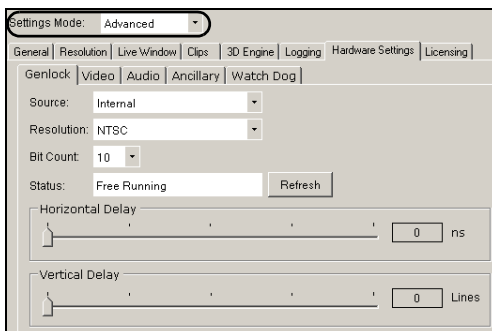 Settings Mode: Advanced
General Resolution Live Window Clips 3D Engine Logging Hardware Settings Licensing
Genlock Video Audio Ancillary Watch Dog
Source: Internal
Resolution: NTSC
Bit Count: 10
Status: Free Running Refresh
Horizontal Delay
0 ns
Vertical Delay
0 Lines